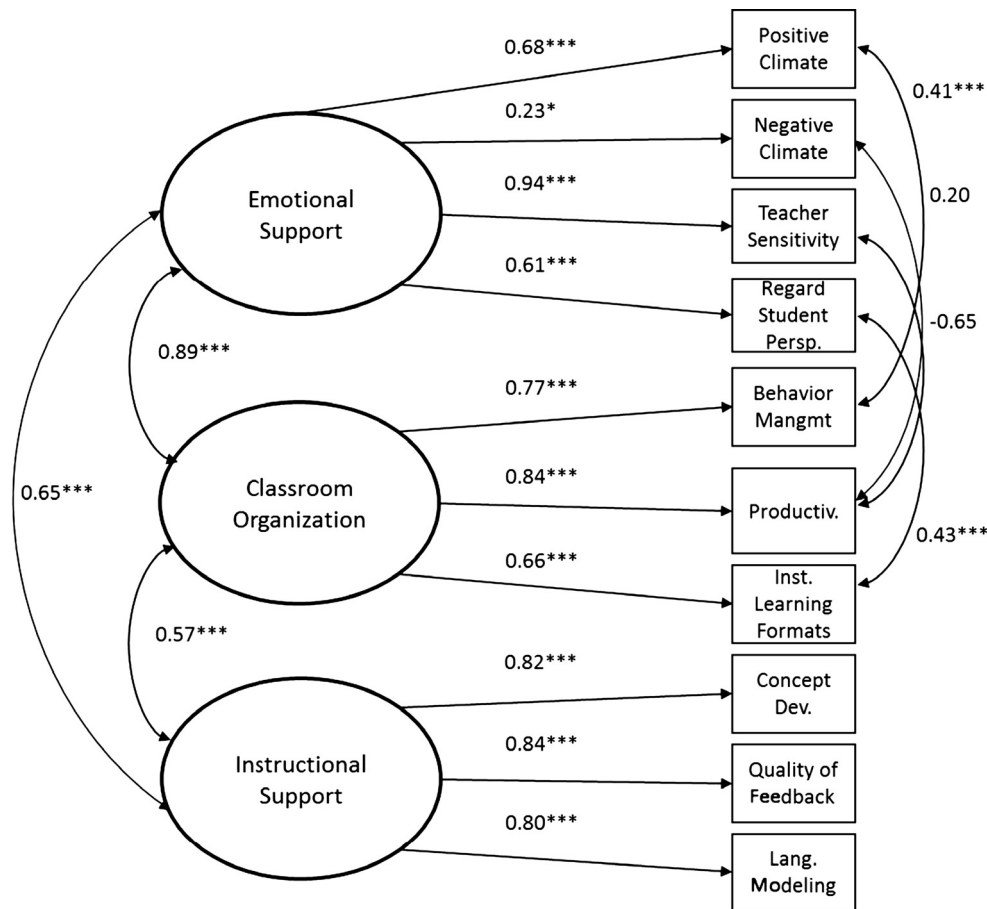 0.68***
Positive
Climate
0.41***
0.23*
Negative
Climate
Emotional
Support
0.94***
Teacher
Sensitivity
0.20
0.61***
Regard
Student
Persp.
-0.65
0.89***
0.77***
Behavior
Mangmt
0.65***
Classroom
Organization
0.84***
Productiv.
0.43***
0.66***
Inst.
Learning
Formats
0.57***
0.82***
Concept
Dev.
Instructional
Support
0.84***
Quality of
Feedback
0.80***
Lang.
Modeling